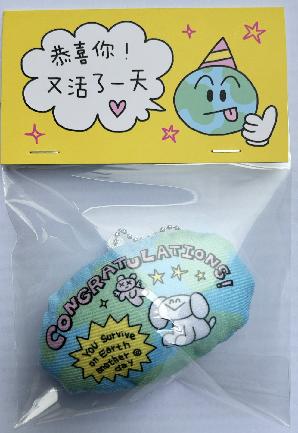 恭喜你！
又活了一天
CONGRATULATIONS!
YOU Survive
on Earth
another @
day